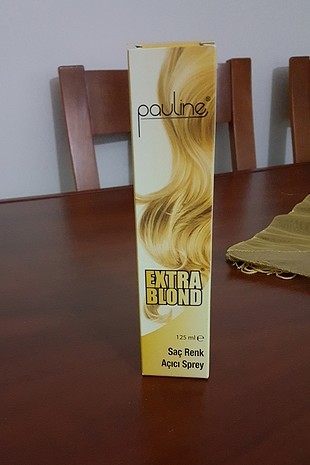 pauline®
EXTRA
BLOND
125 ml ℮
Saç Renk
Açıcı Sprey